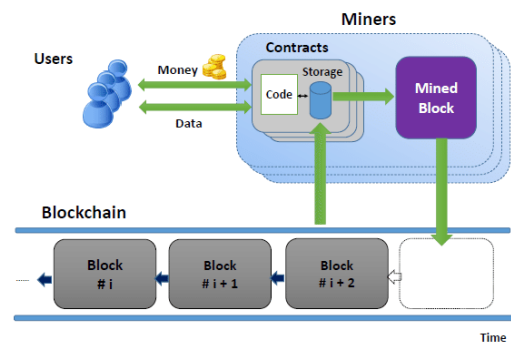 Miners
Users
Contracts
Money
Storage
Code
Mined
Block
Data
Blockchain
Block
# i
Block
# i + 1
Block
# i + 2
Time